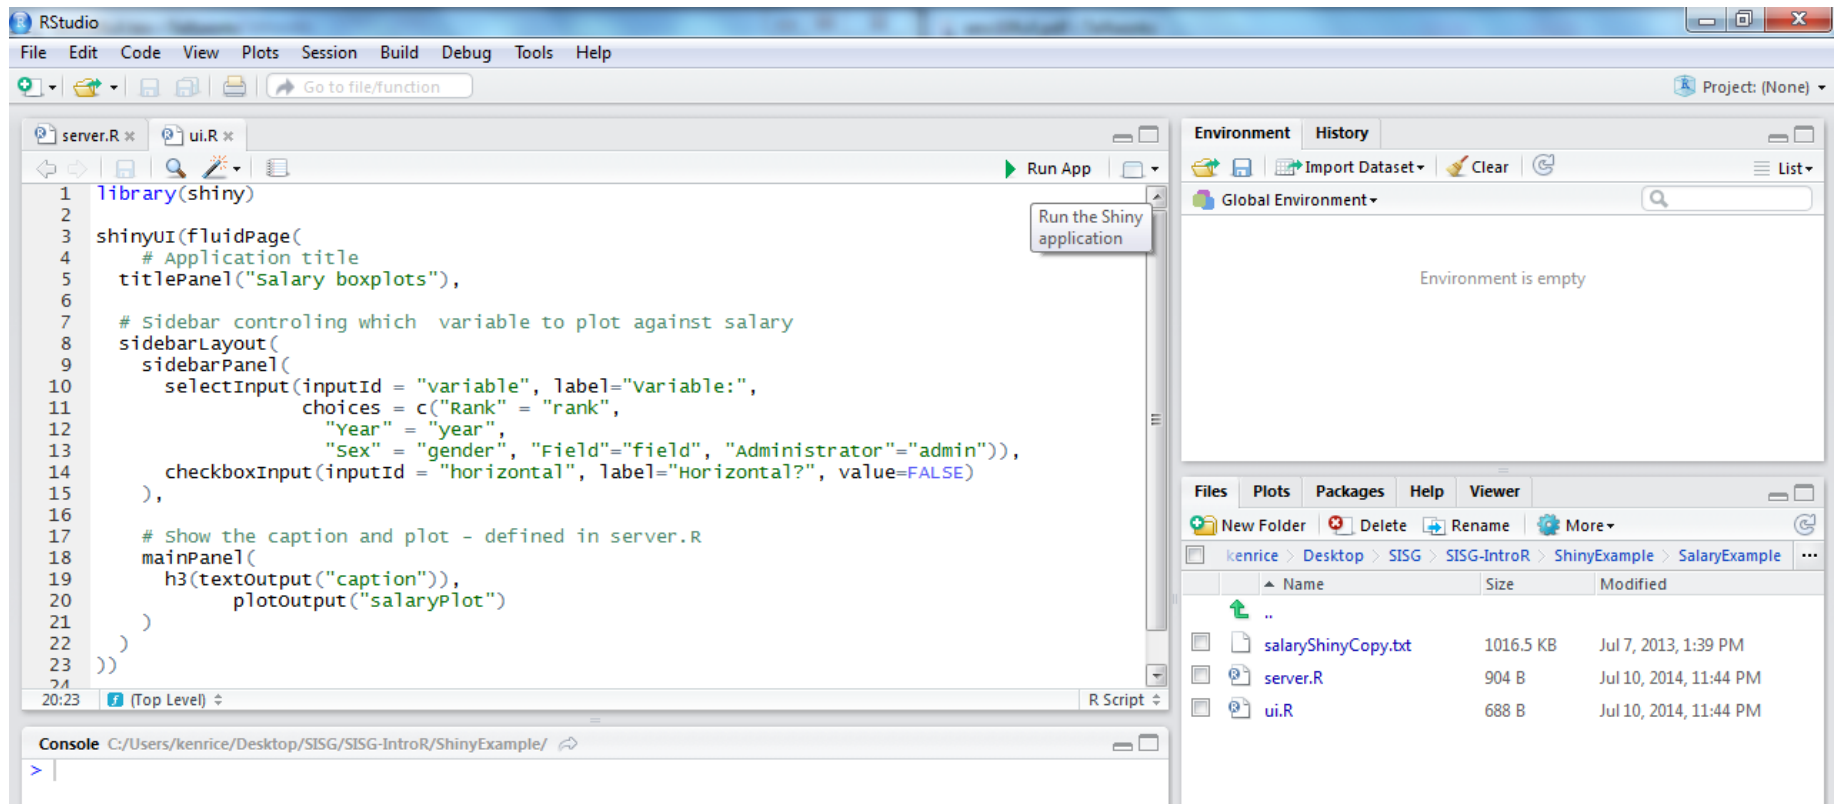 RStudio
File Edit Code View Plots Session Build Debug Tools Help
Go to file/function
Project: (None)
server.R
ui.R
Run App
Run the Shiny
application
1 library(shiny)
2
3 shinyUI(fluidPage(
4 # Application title
5 titlePanel("Salary boxplots"),
6
7 # Sidebar controling which variable to plot against salary
8 sidebarLayout(
9 sidebarPanel(
10 selectInput(inputId = "variable", label="Variable:",
11 choices = c("Rank" = "rank",
12 "Year" = "year",
13 "Sex" = "gender", "Field"="field", "Administrator"="admin")),
14 checkboxInput(inputId = "horizontal", label="Horizontal?", value=FALSE)
15 ),
16
17 # Show the caption and plot - defined in server.R
18 mainPanel(
19 h3(textOutput("caption")),
20 plotOutput("salaryPlot")
21 )
22 )
23 ))
24
20:23 (Top Level) R Script
Console C:/Users/kenrice/Desktop/SISG/SISG-IntroR/ShinyExample/
>
Environment History
Import Dataset Clear List
Global Environment
Environment is empty
Files Plots Packages Help Viewer
New Folder Delete Rename More
kenrice > Desktop > SISG > SISG-IntroR > ShinyExample > SalaryExample ...
Name Size Modified
..
salaryShinyCopy.txt 1016.5 KB Jul 7, 2013, 1:39 PM
server.R 904 B Jul 10, 2014, 11:44 PM
ui.R 688 B Jul 10, 2014, 11:44 PM